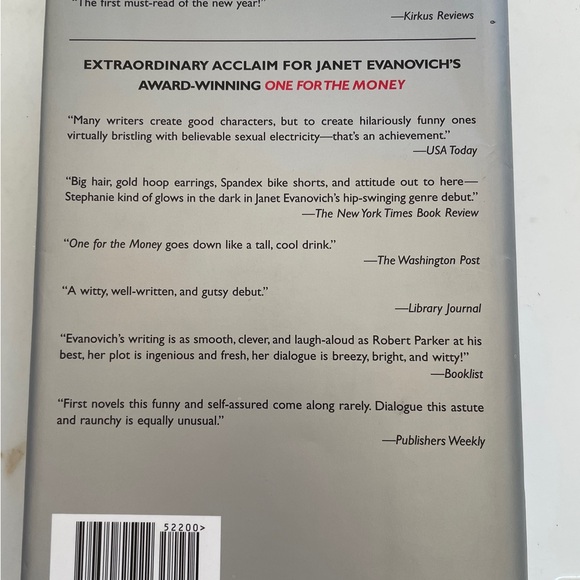 "The first must-read of the new year!"
—Kirkus Reviews
EXTRAORDINARY ACCLAIM FOR JANET EVANOVICH'S
AWARD-WINNING ONE FOR THE MONEY
"Many writers create good characters, but to create hilariously funny ones
virtually bristling with believable sexual electricity—that's an achievement."
—USA Today
"Big hair, gold hoop earrings, Spandex bike shorts, and attitude out to here—
Stephanie kind of glows in the dark in Janet Evanovich's hip-swinging genre debut."
—The New York Times Book Review
"One for the Money goes down like a tall, cool drink."
—The Washington Post
"A witty, well-written, and gutsy debut."
—Library Journal
"Evanovich's writing is as smooth, clever, and laugh-aloud as Robert Parker at his
best, her plot is ingenious and fresh, her dialogue is breezy, bright, and witty!"
—Booklist
"First novels this funny and self-assured come along rarely. Dialogue this astute
and raunchy is equally unusual."
—Publishers Weekly
52200>